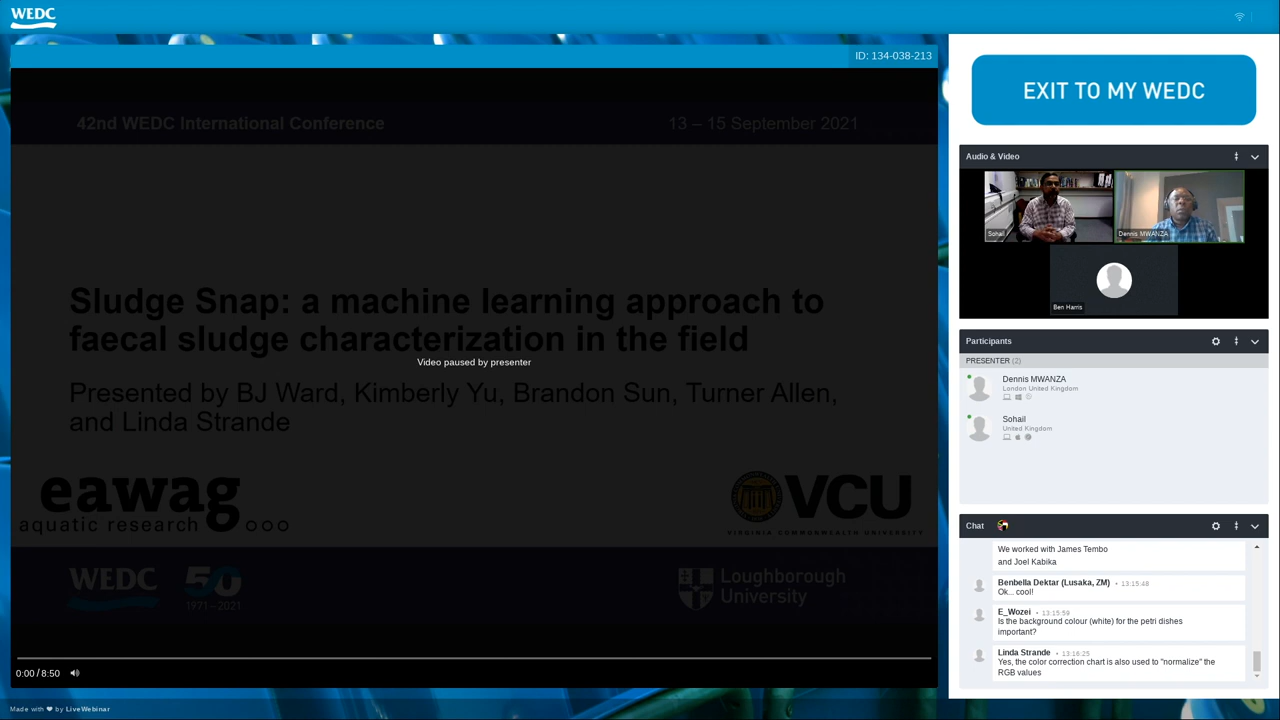 WEDC
ID: 134-038-213
42nd WEDC International Conference
13 – 15 September 2021
Sludge Snap: a machine learning approach to
faecal sludge characterization in the field
Video paused by presenter
Presented by BJ Ward, Kimberly Yu, Brandon Sun, Turner Allen,
and Linda Strande
eawag
aquatic research
VCU
VIRGINIA COMMONWEALTH UNIVERSITY
WEDC
50
1971–2021
Loughborough
University
0:00 / 8:50
Made with ❤ by LiveWebinar
EXIT TO MY WEDC
Audio & Video
Sohail
Dennis MWANZA
Ben Harris
Participants
PRESENTER (2)
Dennis MWANZA
London United Kingdom
Sohail
United Kingdom
Chat
We worked with James Tembo
and Joel Kabika
Benbella Dektar (Lusaka, ZM) • 13:15:48
Ok... cool!
E_Wozei • 13:15:59
Is the background colour (white) for the petri dishes
important?
Linda Strande • 13:16:25
Yes, the color correction chart is also used to "normalize" the
RGB values